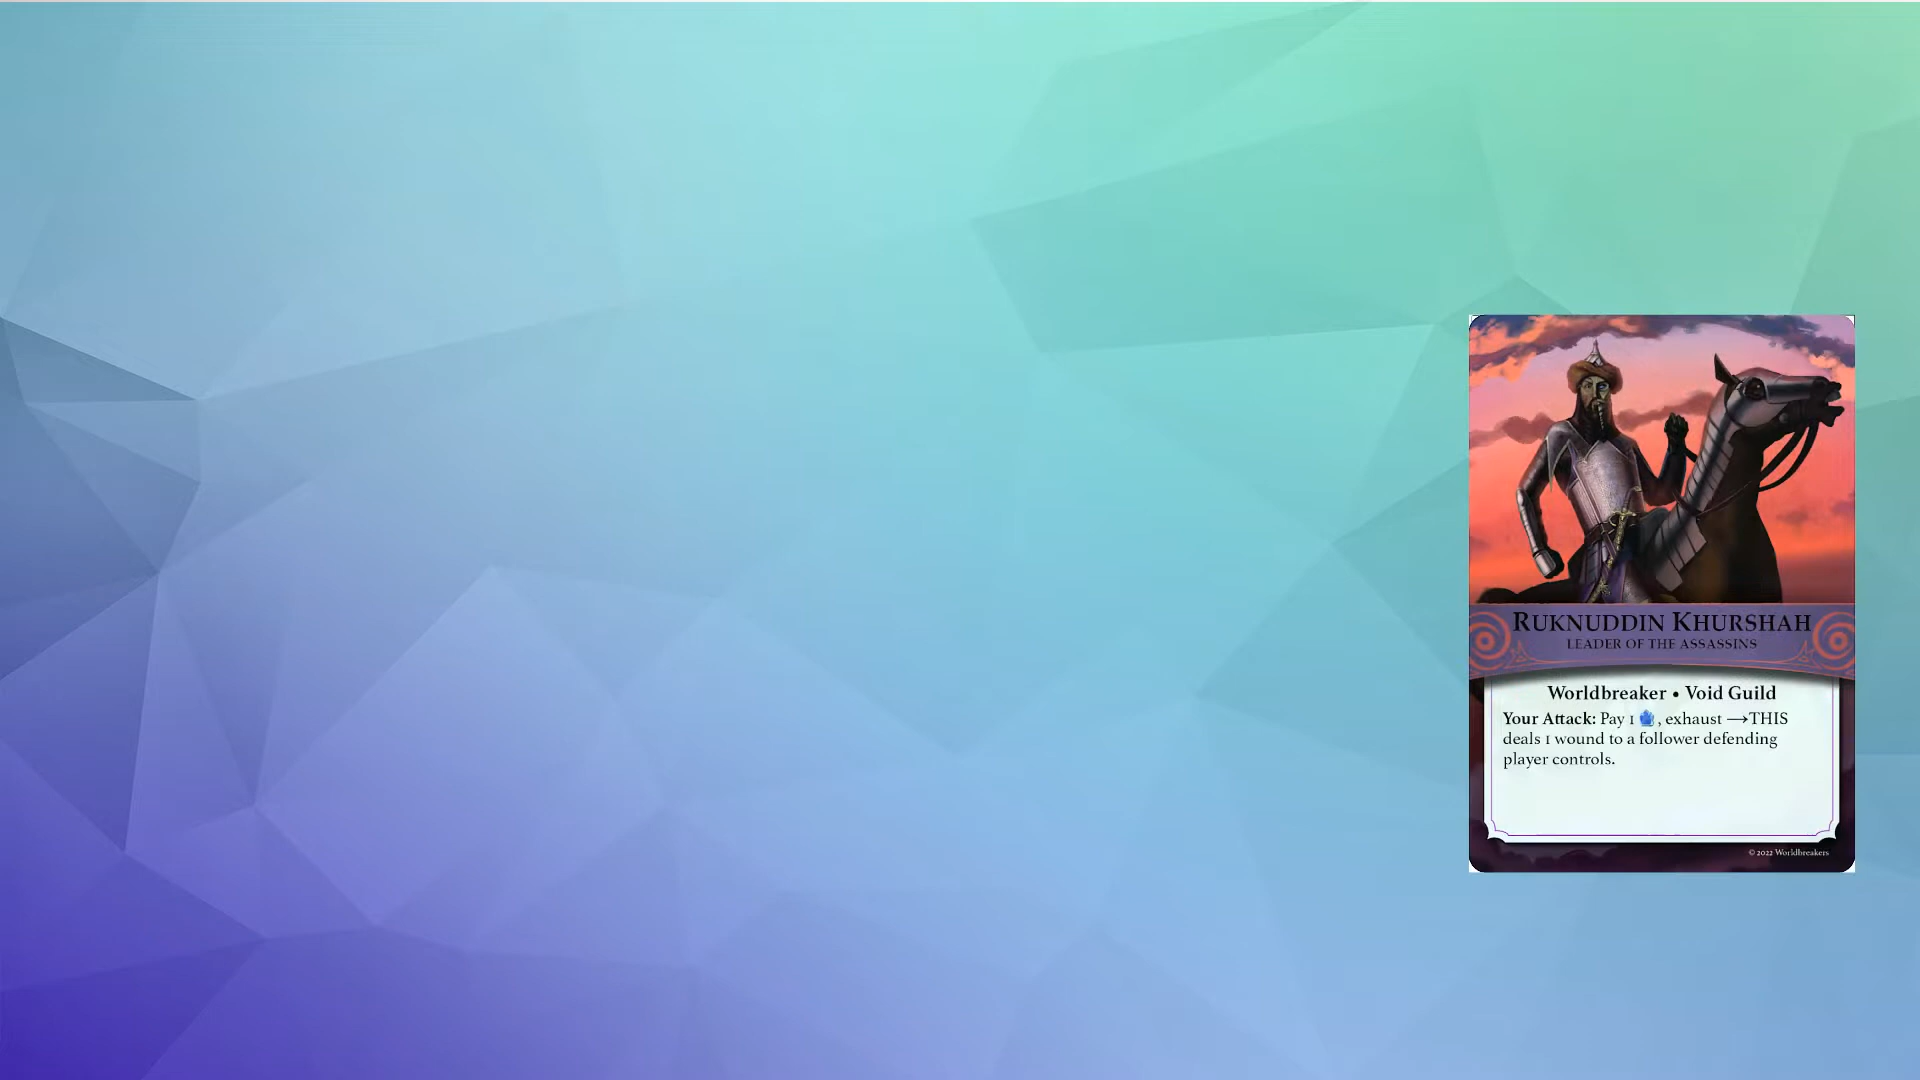 RUKNUDDIN KHURSHAH
LEADER OF THE ASSASSINS
Worldbreaker • Void Guild
Your Attack: Pay 1 , exhaust →THIS
deals 1 wound to a follower defending
player controls.
© 2022 Worldbreakers